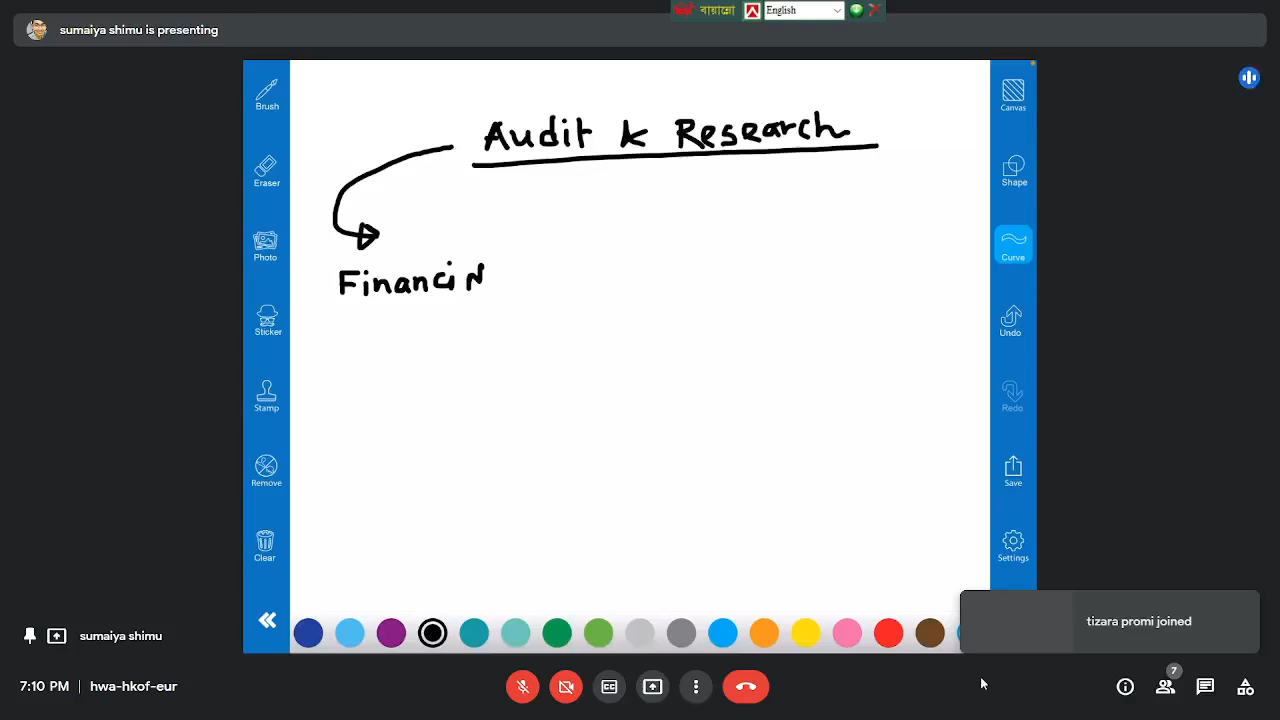 বায়ান্নো English
sumaiya shimu is presenting
Brush
Canvas
Audit & Research
Eraser
Shape
Photo
Curve
Sticker
Undo
Stamp
Redo
Remove
Save
Clear
Settings
tizara promi joined
sumaiya shimu
7:10 PM | hwa-hkof-eur
7